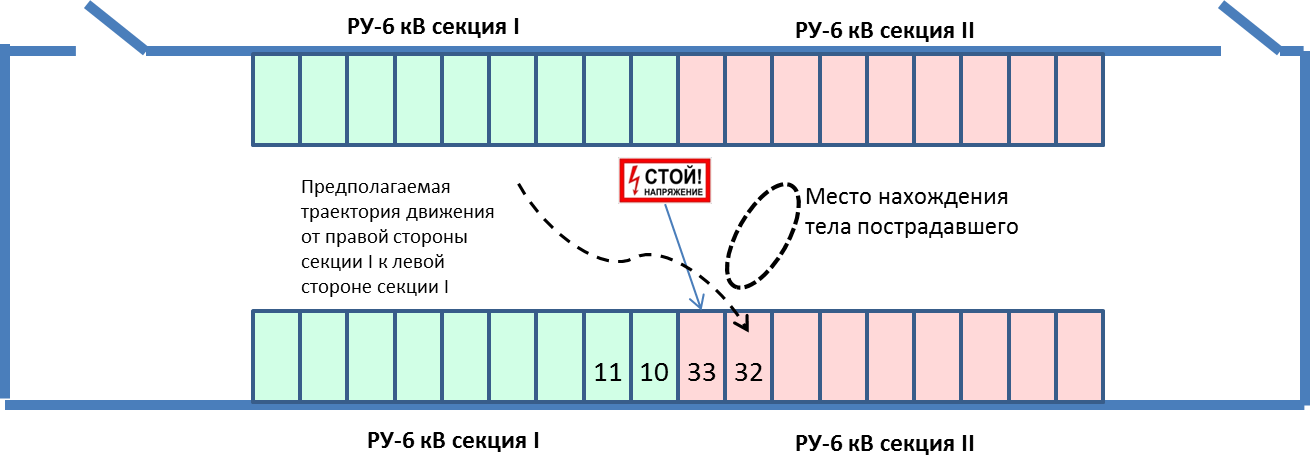 РУ-6 кВ секция I
РУ-6 кВ секция II
СТОЙ!
НАПРЯЖЕНИЕ
Предполагаемая
траектория движения
от правой стороны
секции I к левой
стороне секции I
Место нахождения
тела пострадавшего
11 10 33 32
РУ-6 кВ секция I
РУ-6 кВ секция II